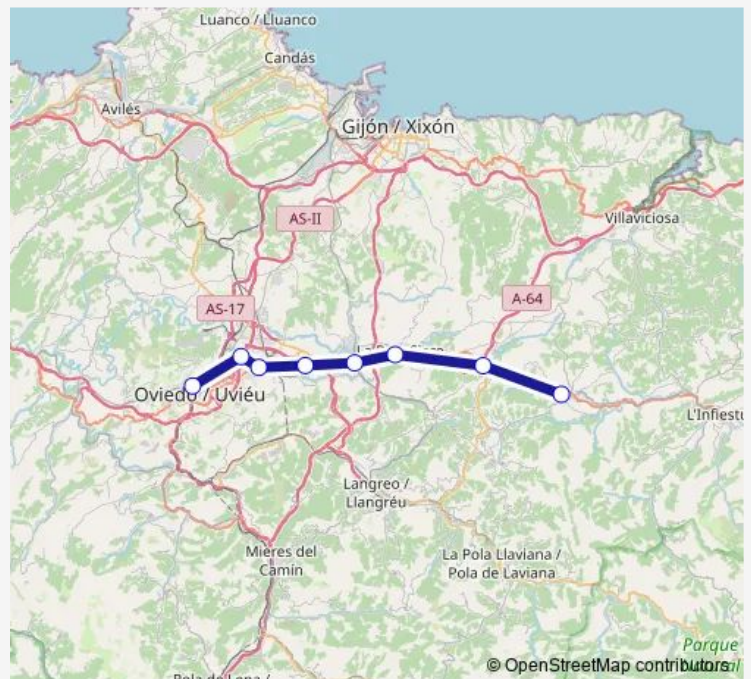 Luanco / Lluanco
Candás
Avilés
Gijón / Xixón
AS-II
Villaviciosa
AS-17
A-64
Oviedo / Uviéu
L'Infiesto
Langreo /
Llangréu
Mieres del
Camín
La Pola Llaviana /
Pola de Laviana
Parque
© OpenStreetMap contributors